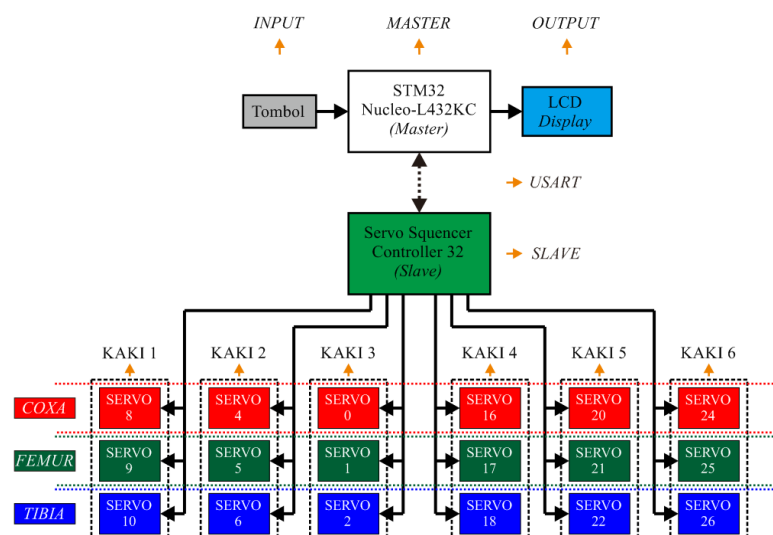 INPUT
MASTER
OUTPUT
Tombol
STM32
Nucleo-L432KC
(Master)
LCD
Display
USART
Servo Squencer
Controller 32
(Slave)
SLAVE
KAKI 1
KAKI 2
KAKI 3
KAKI 4
KAKI 5
KAKI 6
COXA
SERVO
8
SERVO
4
SERVO
0
SERVO
16
SERVO
20
SERVO
24
FEMUR
SERVO
9
SERVO
5
SERVO
1
SERVO
17
SERVO
21
SERVO
25
TIBIA
SERVO
10
SERVO
6
SERVO
2
SERVO
18
SERVO
22
SERVO
26